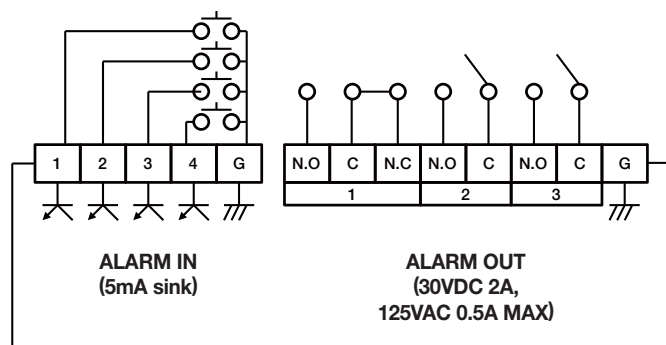 1 2 3 4 G
N.O C N.C N.O C N.O C G
1 2 3
ALARM IN
(5mA sink)
ALARM OUT
(30VDC 2A,
125VAC 0.5A MAX)